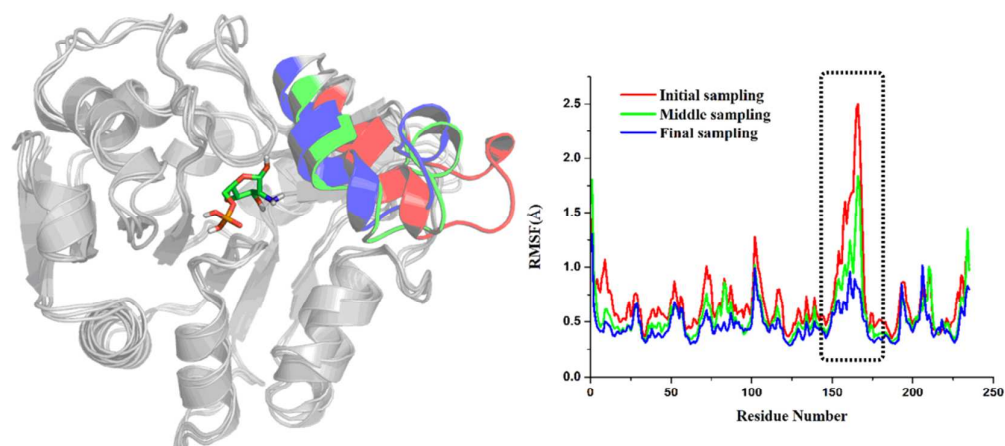 Initial sampling
Middle sampling
Final sampling
RMSF(Å)
2.5
2.0
1.5
1.0
0.5
0.0
0 50 100 150 200 250
Residue Number